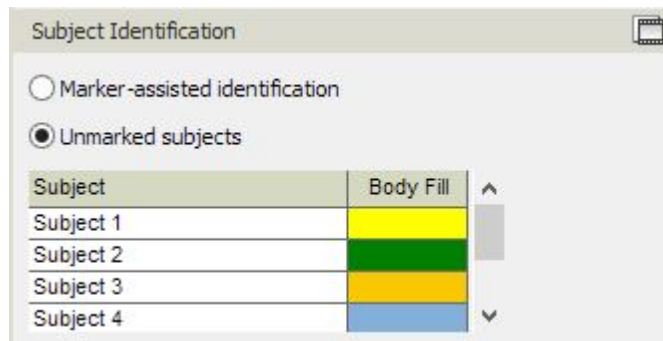 Subject Identification
Marker-assisted identification
Unmarked subjects
Subject Body Fill
Subject 1
Subject 2
Subject 3
Subject 4